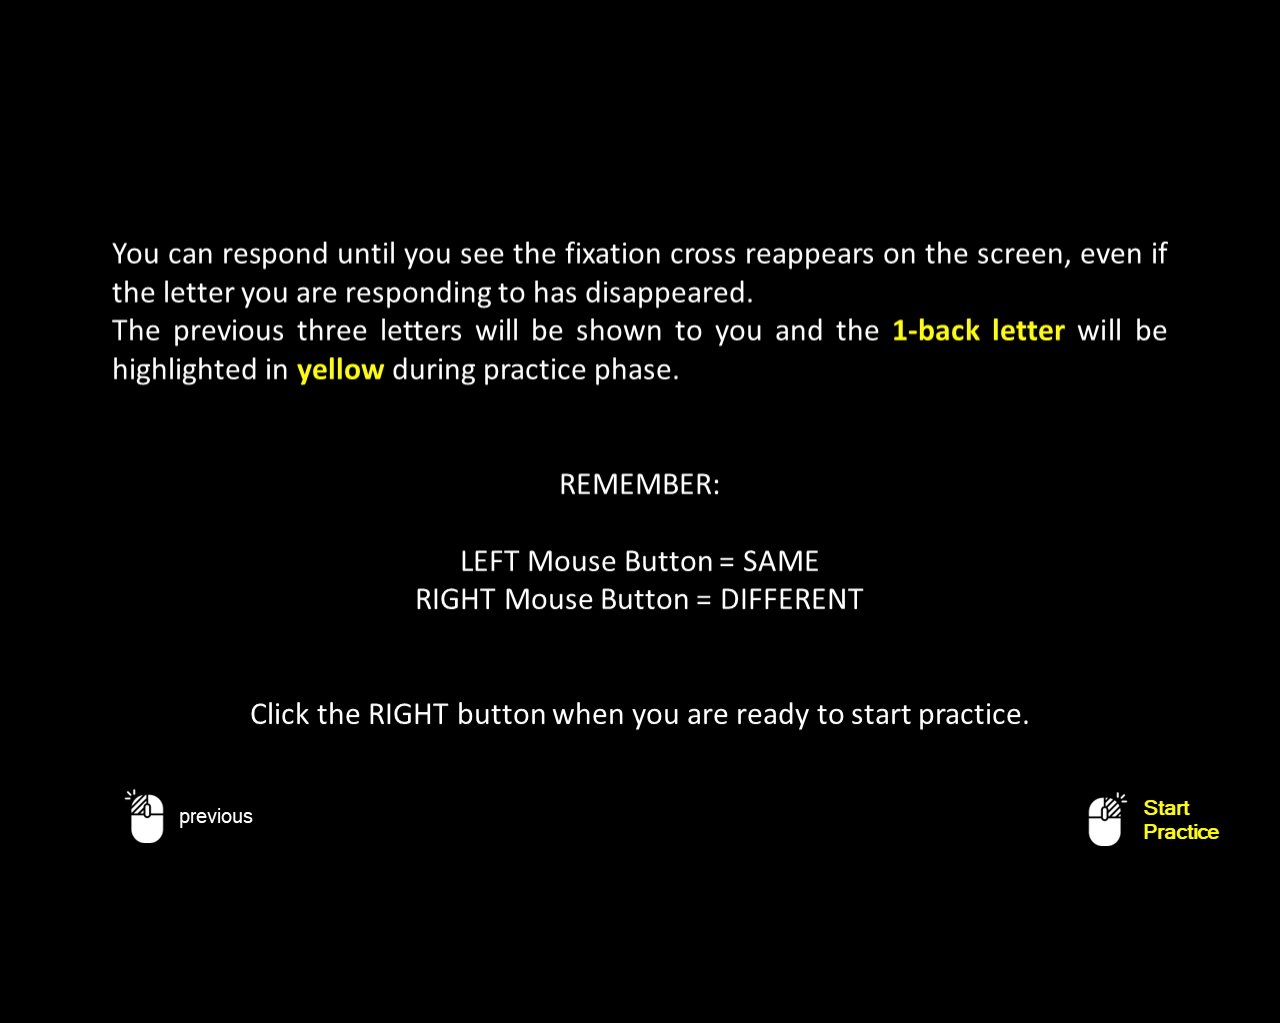 You can respond until you see the fixation cross reappears on the screen, even if
the letter you are responding to has disappeared.
The previous three letters will be shown to you and the 1-back letter will be
highlighted in yellow during practice phase.
REMEMBER:
LEFT Mouse Button = SAME
RIGHT Mouse Button = DIFFERENT
Click the RIGHT button when you are ready to start practice.
previous
Start
Practice